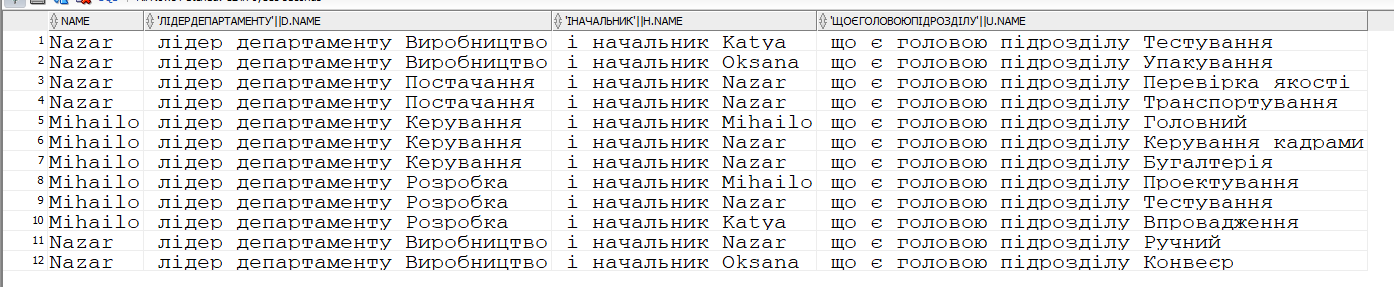 NAME 'ЛІДЕРДЕПАРТАМЕНТУ'||D.NAME 'ІНАЧАЛЬНИК'||H.NAME 'ЩОЄГОЛОВОЮПІДРОЗДІЛУ'||U.NAME
1 Nazar лідер департаменту Виробництво і начальник Katya що є головою підрозділу Тестування
2 Nazar лідер департаменту Виробництво і начальник Oksana що є головою підрозділу Упакування
3 Nazar лідер департаменту Постачання і начальник Nazar що є головою підрозділу Перевірка якості
4 Nazar лідер департаменту Постачання і начальник Nazar що є головою підрозділу Транспортування
5 Mihailo лідер департаменту Керування і начальник Mihailo що є головою підрозділу Головний
6 Mihailo лідер департаменту Керування і начальник Nazar що є головою підрозділу Керування кадрами
7 Mihailo лідер департаменту Керування і начальник Nazar що є головою підрозділу Бугалтерія
8 Mihailo лідер департаменту Розробка і начальник Mihailo що є головою підрозділу Проектування
9 Mihailo лідер департаменту Розробка і начальник Nazar що є головою підрозділу Тестування
10 Mihailo лідер департаменту Розробка і начальник Katya що є головою підрозділу Впровадження
11 Nazar лідер департаменту Виробництво і начальник Nazar що є головою підрозділу Ручний
12 Nazar лідер департаменту Виробництво і начальник Oksana що є головою підрозділу Конвеєр